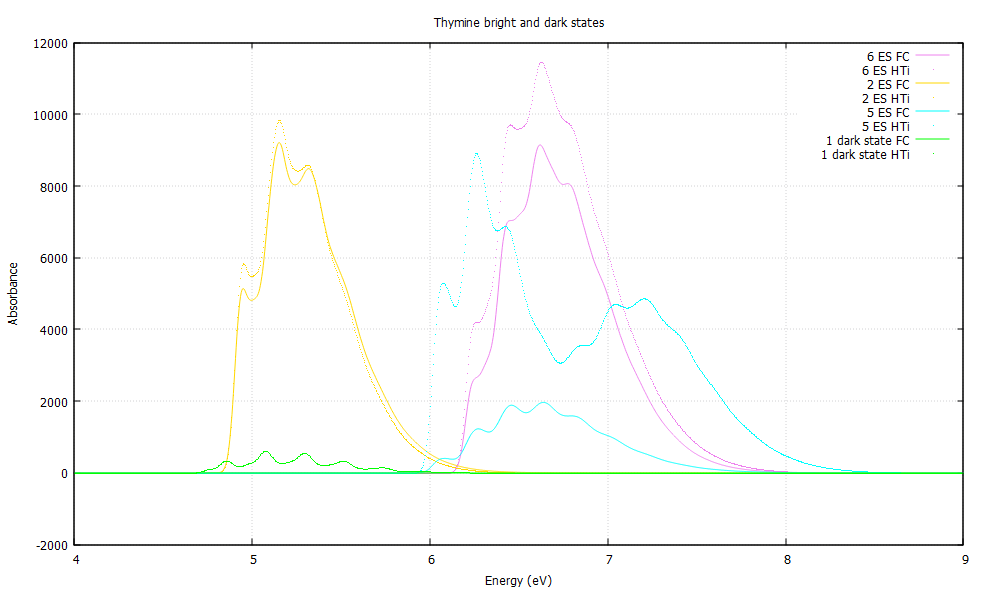 Thymine bright and dark states
12000
10000
8000
6000
4000
2000
0
-2000
Absorbance
6 ES FC
6 ES HTi
2 ES FC
2 ES HTi
5 ES FC
5 ES HTi
1 dark state FC
1 dark state HTi
4 5 6 7 8 9
Energy (eV)